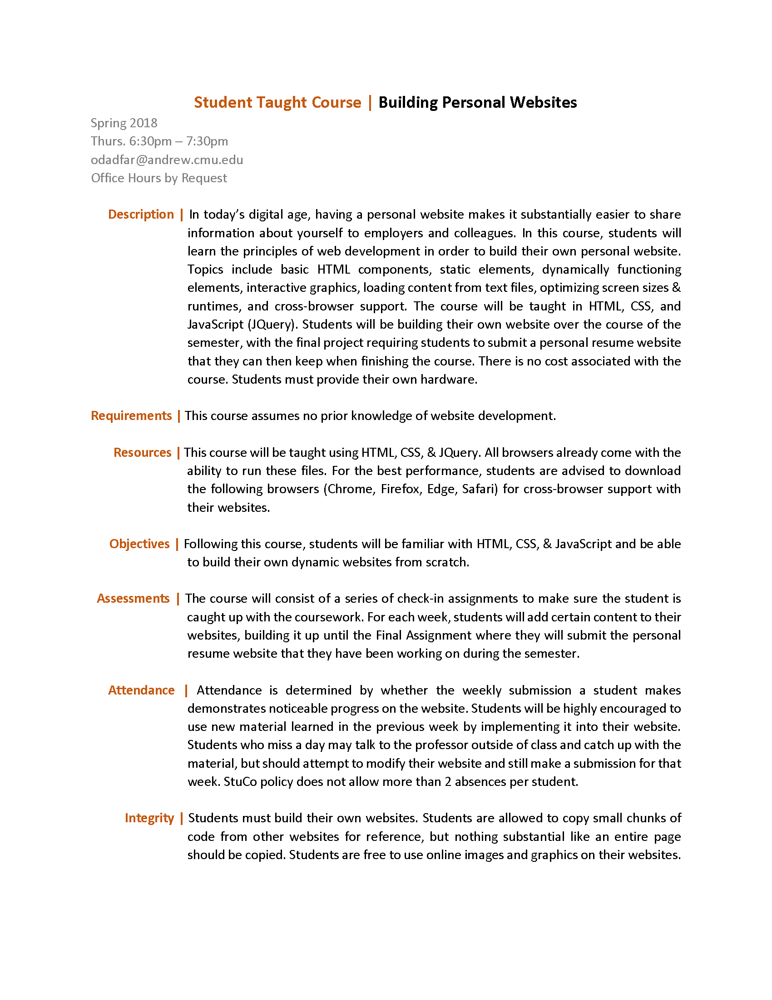 Student Taught Course | Building Personal Websites
Spring 2018
Thurs. 6:30pm – 7:30pm
odadfar@andrew.cmu.edu
Office Hours by Request
Description | In today’s digital age, having a personal website makes it substantially easier to share
information about yourself to employers and colleagues. In this course, students will
learn the principles of web development in order to build their own personal website.
Topics include basic HTML components, static elements, dynamically functioning
elements, interactive graphics, loading content from text files, optimizing screen sizes &
runtimes, and cross-browser support. The course will be taught in HTML, CSS, and
JavaScript (JQuery). Students will be building their own website over the course of the
semester, with the final project requiring students to submit a personal resume website
that they can then keep when finishing the course. There is no cost associated with the
course. Students must provide their own hardware.
Requirements | This course assumes no prior knowledge of website development.
Resources | This course will be taught using HTML, CSS, & JQuery. All browsers already come with the
ability to run these files. For the best performance, students are advised to download
the following browsers (Chrome, Firefox, Edge, Safari) for cross-browser support with
their websites.
Objectives | Following this course, students will be familiar with HTML, CSS, & JavaScript and be able
to build their own dynamic websites from scratch.
Assessments | The course will consist of a series of check-in assignments to make sure the student is
caught up with the coursework. For each week, students will add certain content to their
websites, building it up until the Final Assignment where they will submit the personal
resume website that they have been working on during the semester.
Attendance | Attendance is determined by whether the weekly submission a student makes
demonstrates noticeable progress on the website. Students will be highly encouraged to
use new material learned in the previous week by implementing it into their website.
Students who miss a day may talk to the professor outside of class and catch up with the
material, but should attempt to modify their website and still make a submission for that
week. StuCo policy does not allow more than 2 absences per student.
Integrity | Students must build their own websites. Students are allowed to copy small chunks of
code from other websites for reference, but nothing substantial like an entire page
should be copied. Students are free to use online images and graphics on their websites.